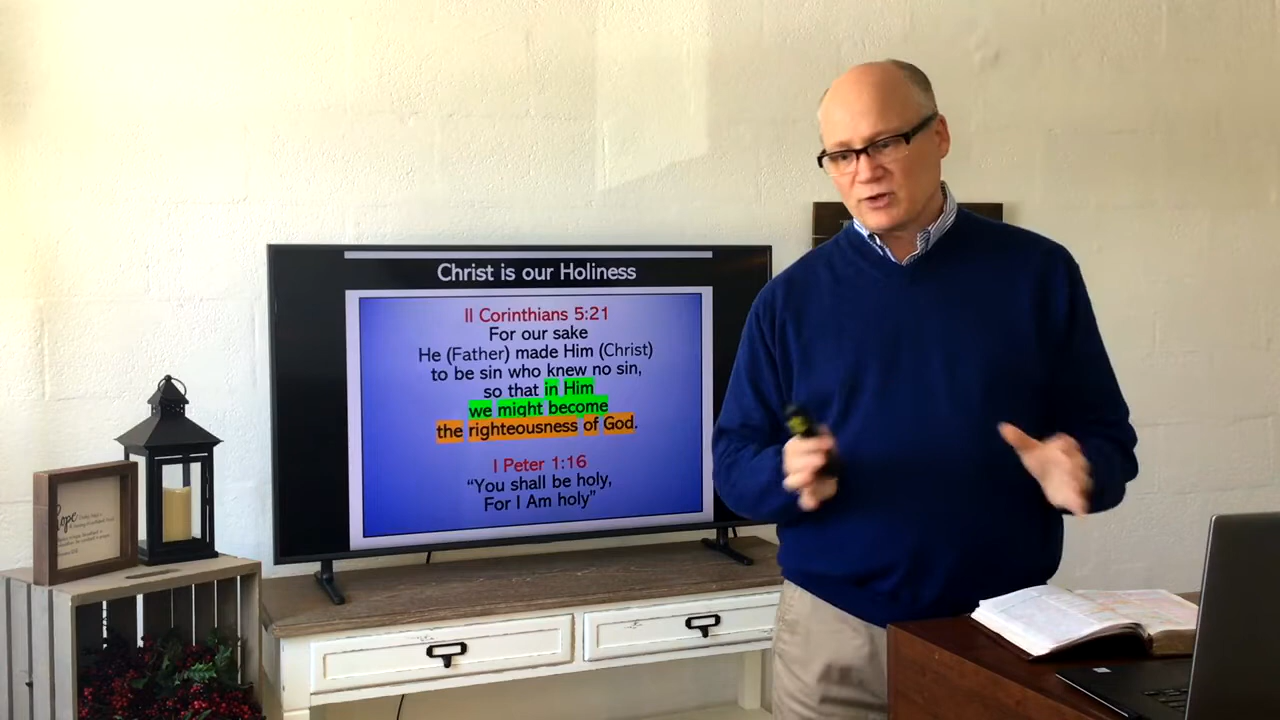 Christ is our Holiness
II Corinthians 5:21
For our sake
He (Father) made Him (Christ)
to be sin who knew no sin,
so that in Him
we might become
the righteousness of God.
I Peter 1:16
“You shall be holy,
For I Am holy”
hope